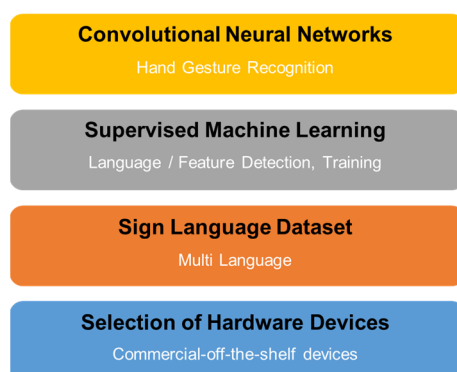 Convolutional Neural Networks
Hand Gesture Recognition
Supervised Machine Learning
Language / Feature Detection, Training
Sign Language Dataset
Multi Language
Selection of Hardware Devices
Commercial-off-the-shelf devices